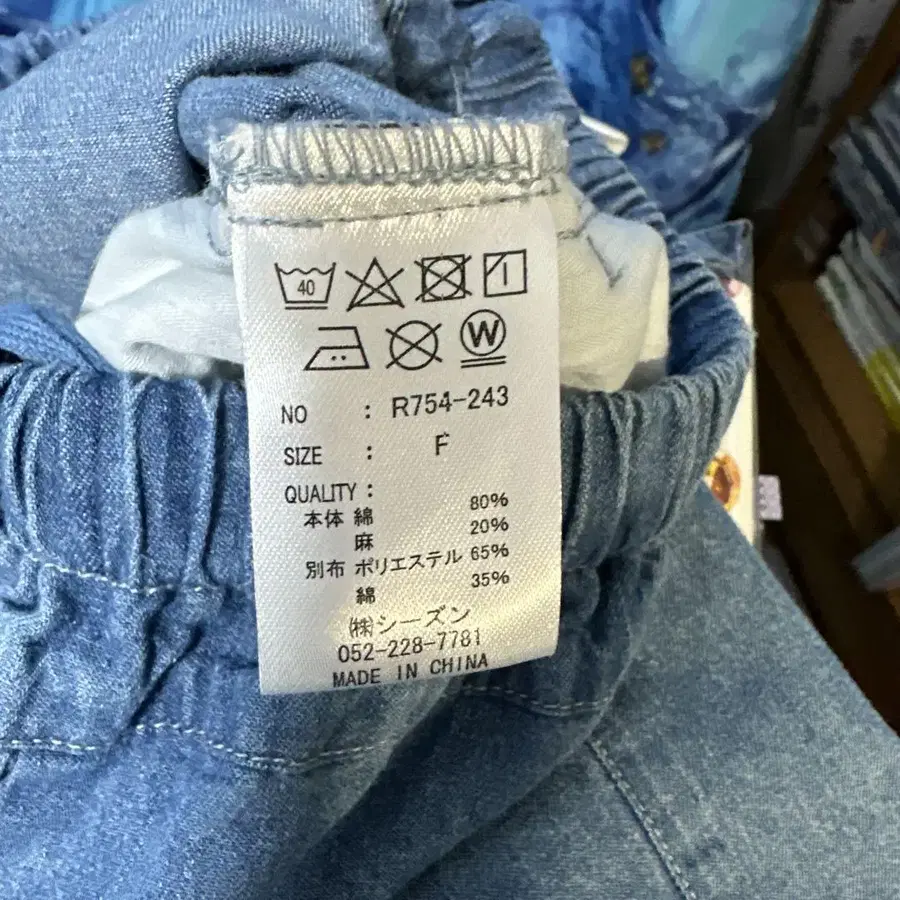 40
W
NO : R754-243
SIZE : F
QUALITY :
本体 綿 80%
麻 20%
別布 ポリエステル 65%
綿 35%
㈱シーズン
052-228-7781
MADE IN CHINA